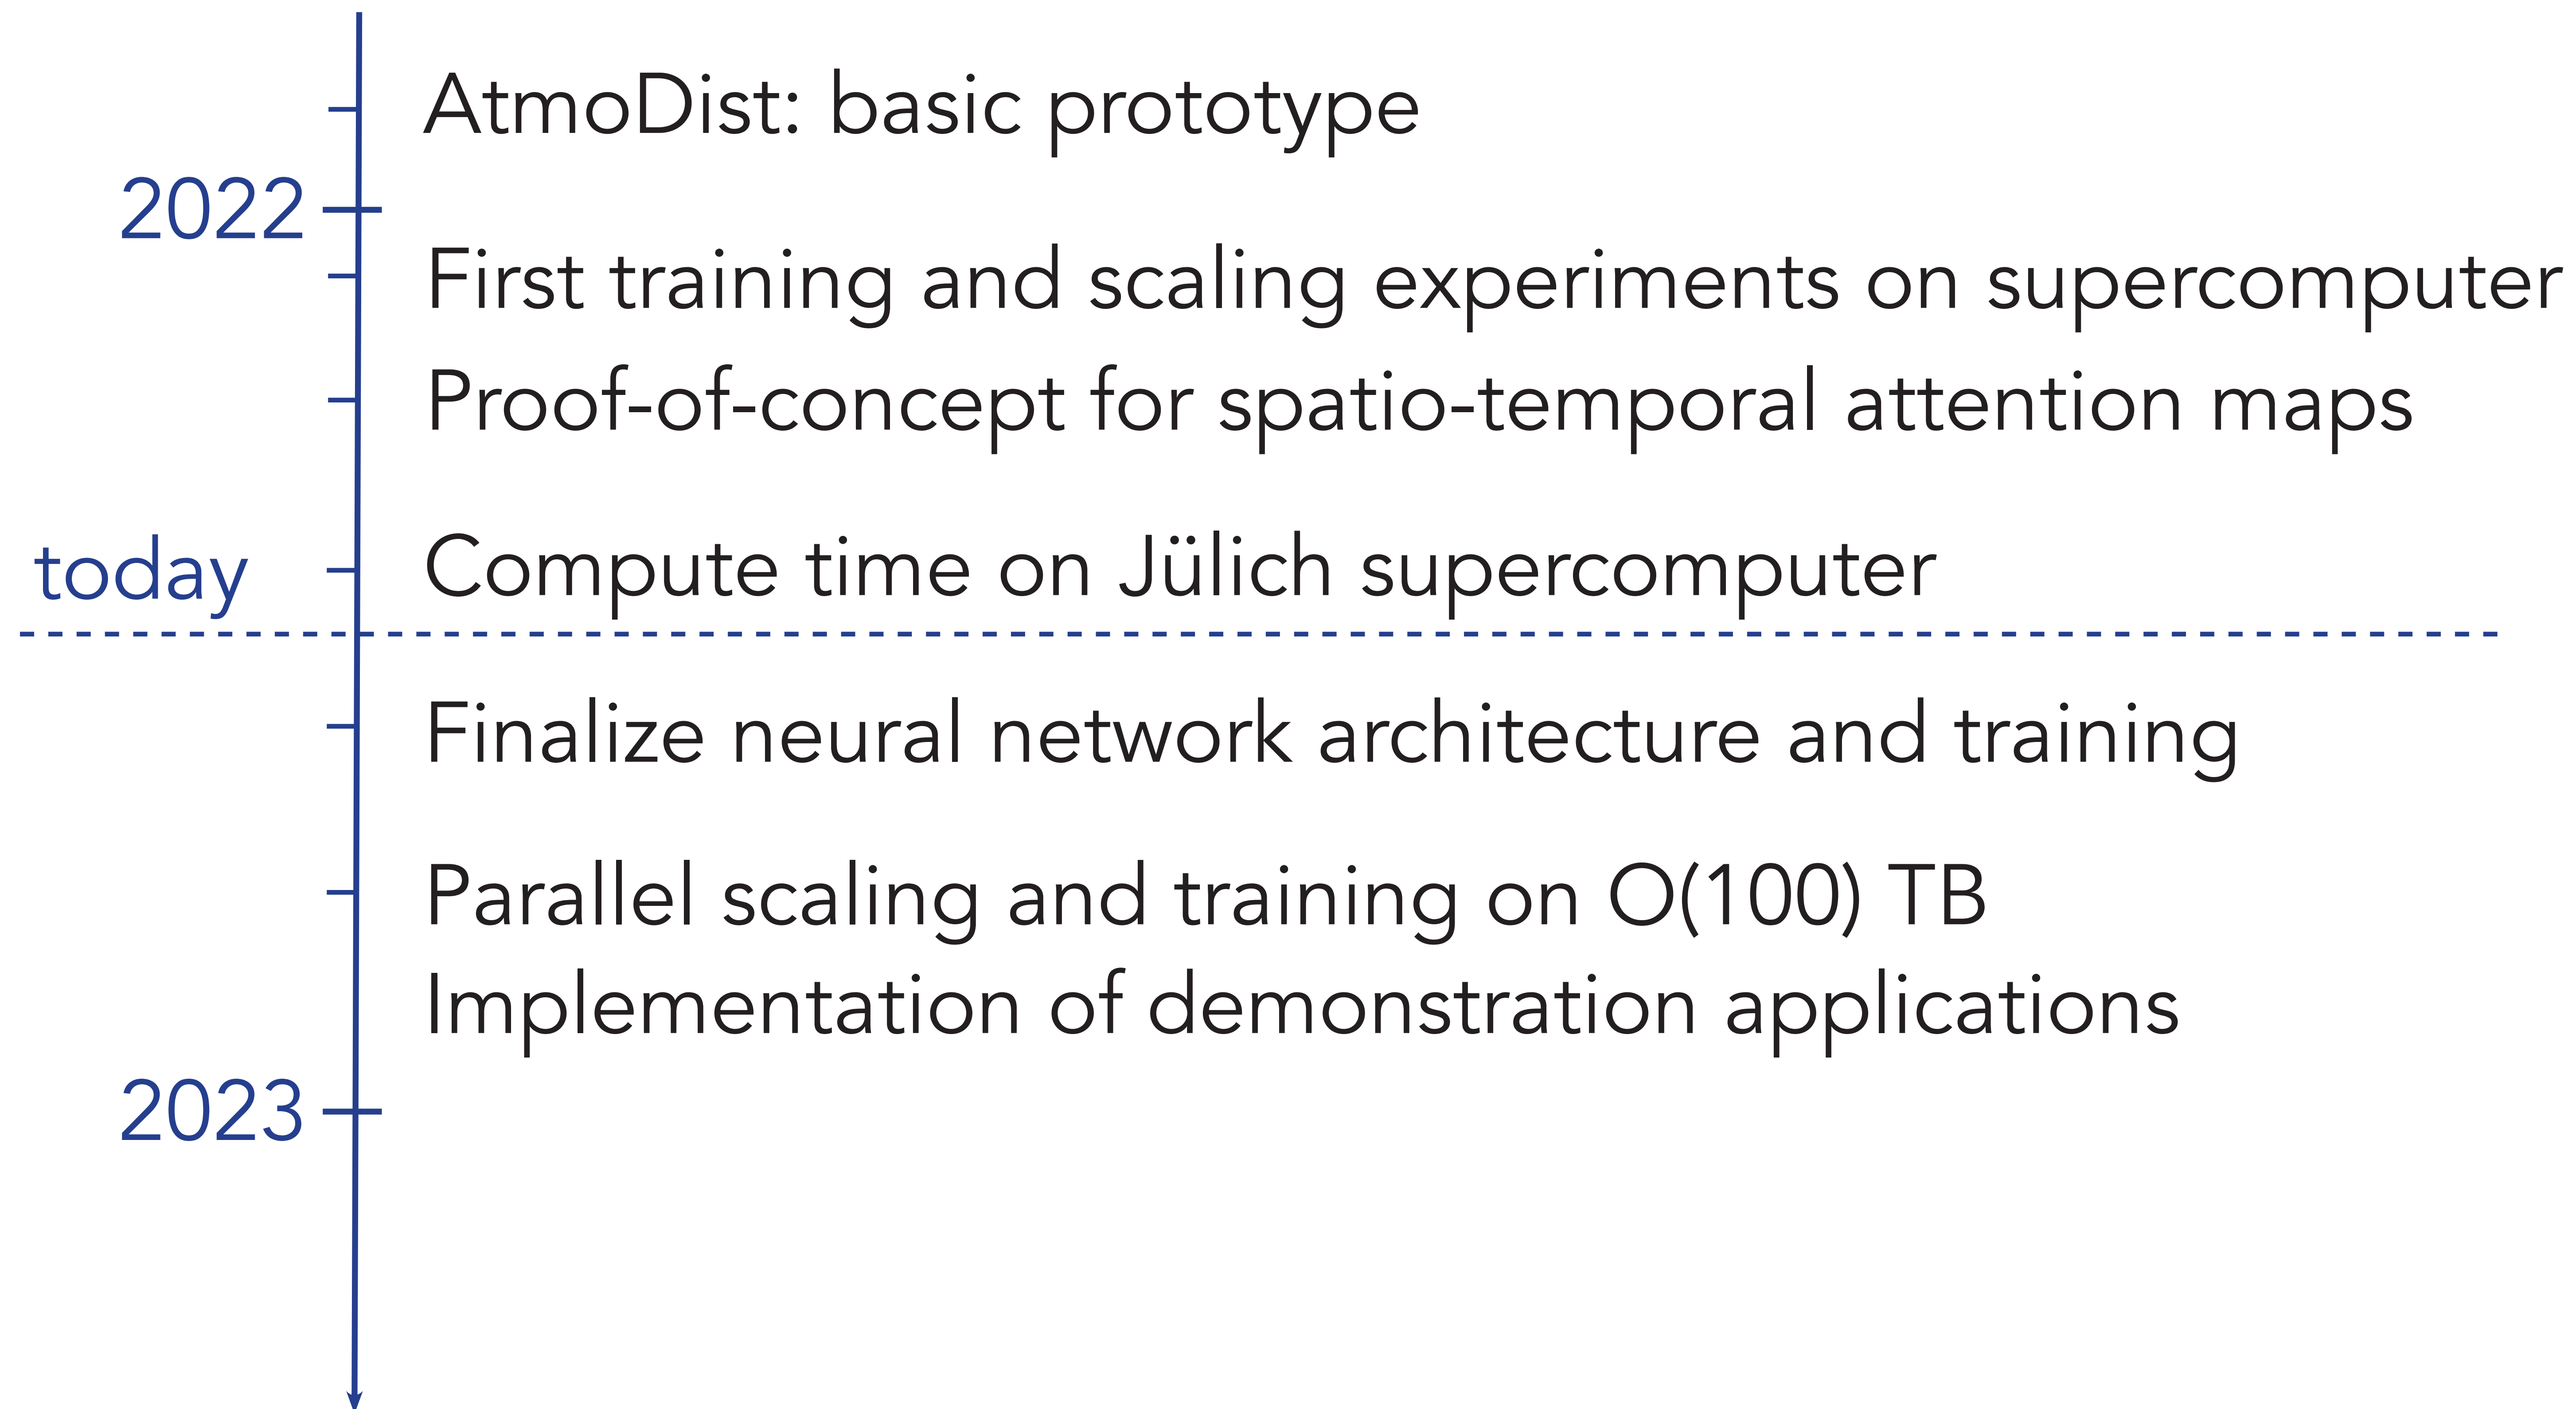 AtmoDist: basic prototype
2022
First training and scaling experiments on supercomputer
Proof-of-concept for spatio-temporal attention maps
today
Compute time on Jülich supercomputer
Finalize neural network architecture and training
Parallel scaling and training on O(100) TB
Implementation of demonstration applications
2023